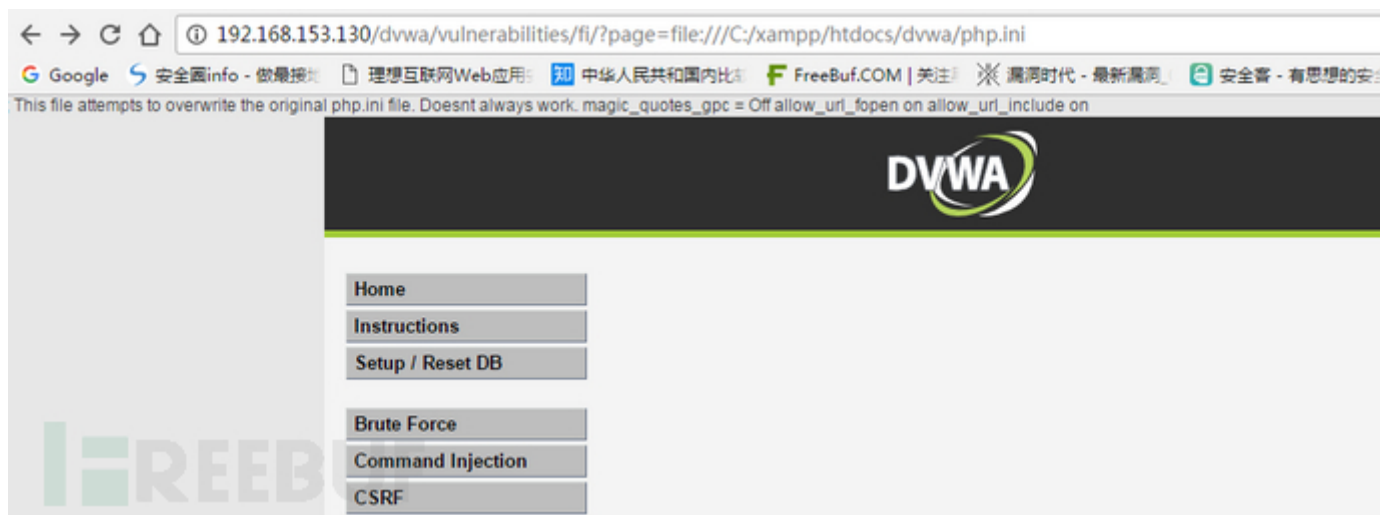 192.168.153.130/dvwa/vulnerabilities/fi/?page=file:///C:/xampp/htdocs/dvwa/php.ini
Google 安全圈info - 做最接 理想互联网Web应用 知 中华人民共和国内比 FreeBuf.COM | 关注 漏洞时代 - 最新漏洞_ 安全客 - 有思想的安全
This file attempts to overwrite the original php.ini file. Doesnt always work. magic_quotes_gpc = Off allow_url_fopen on allow_url_include on
DVWA
Home
Instructions
Setup / Reset DB
Brute Force
Command Injection
CSRF
FREEBUF